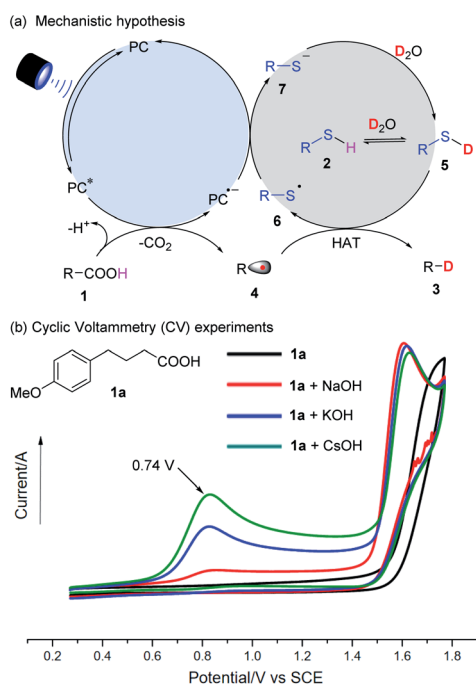 (a) Mechanistic hypothesis
PC
R–S⁻
7
D₂O
R–S–H
2
D₂O
R–S–D
5
PC*
PC•⁻
R–S•
6
-H⁺
-CO₂
HAT
R–COOH
1
R
4
R–D
3
(b) Cyclic Voltammetry (CV) experiments
MeO
COOH
1a
1a
1a + NaOH
1a + KOH
1a + CsOH
0.74 V
Current/A
0.2 0.4 0.6 0.8 1.0 1.2 1.4 1.6 1.8
Potential/V vs SCE